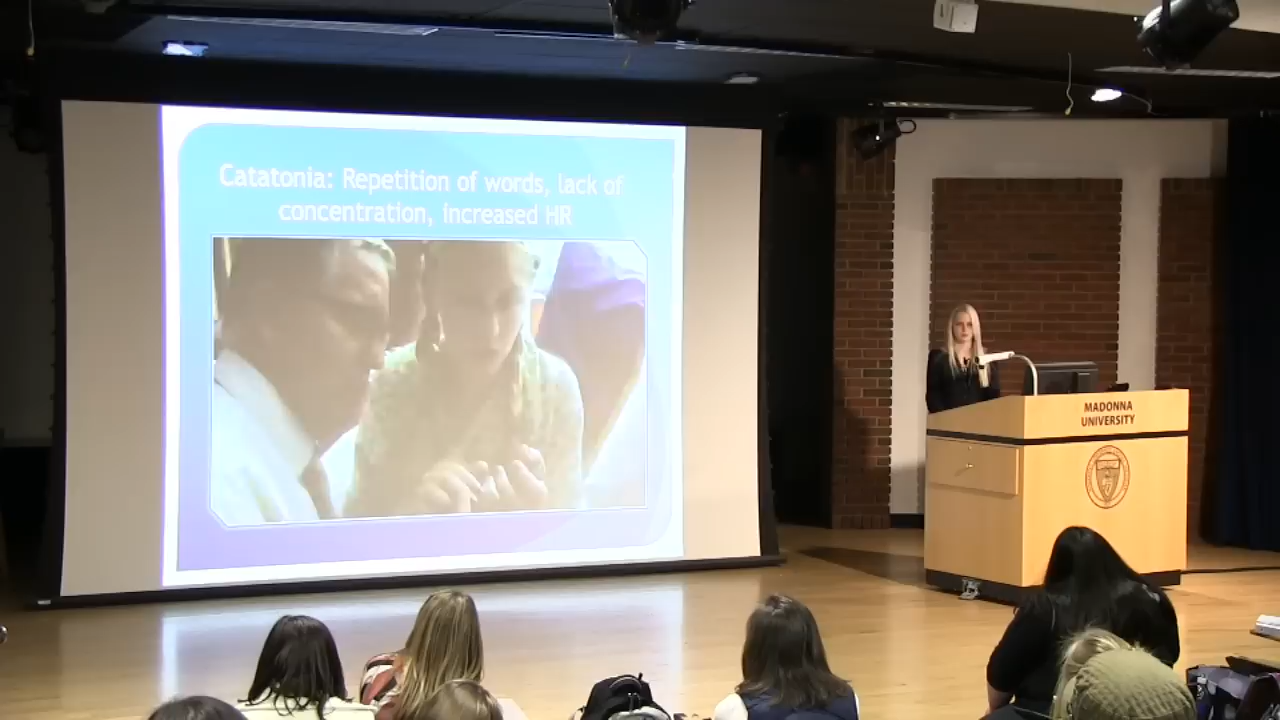 Catatonia: Repetition of words, lack of
concentration, increased HR
MADONNA
UNIVERSITY